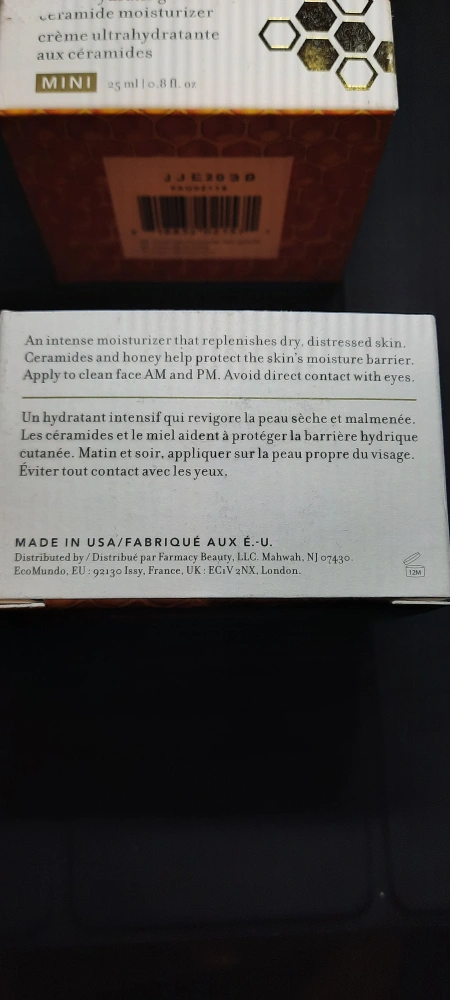 ceramide moisturizer
crème ultrahydratante
aux céramides
MINI 25 ml | 0.8 fl. oz
An intense moisturizer that replenishes dry, distressed skin.
Ceramides and honey help protect the skin's moisture barrier.
Apply to clean face AM and PM. Avoid direct contact with eyes.
Un hydratant intensif qui revigore la peau sèche et malmenée.
Les céramides et le miel aident à protéger la barrière hydrique
cutanée. Matin et soir, appliquer sur la peau propre du visage.
Éviter tout contact avec les yeux.
MADE IN USA/FABRIQUÉ AUX É.-U.
Distributed by / Distribué par Farmacy Beauty, LLC. Mahwah, NJ 07430.
EcoMundo, EU : 92130 Issy, France, UK : EC1V 2NX, London.
12M